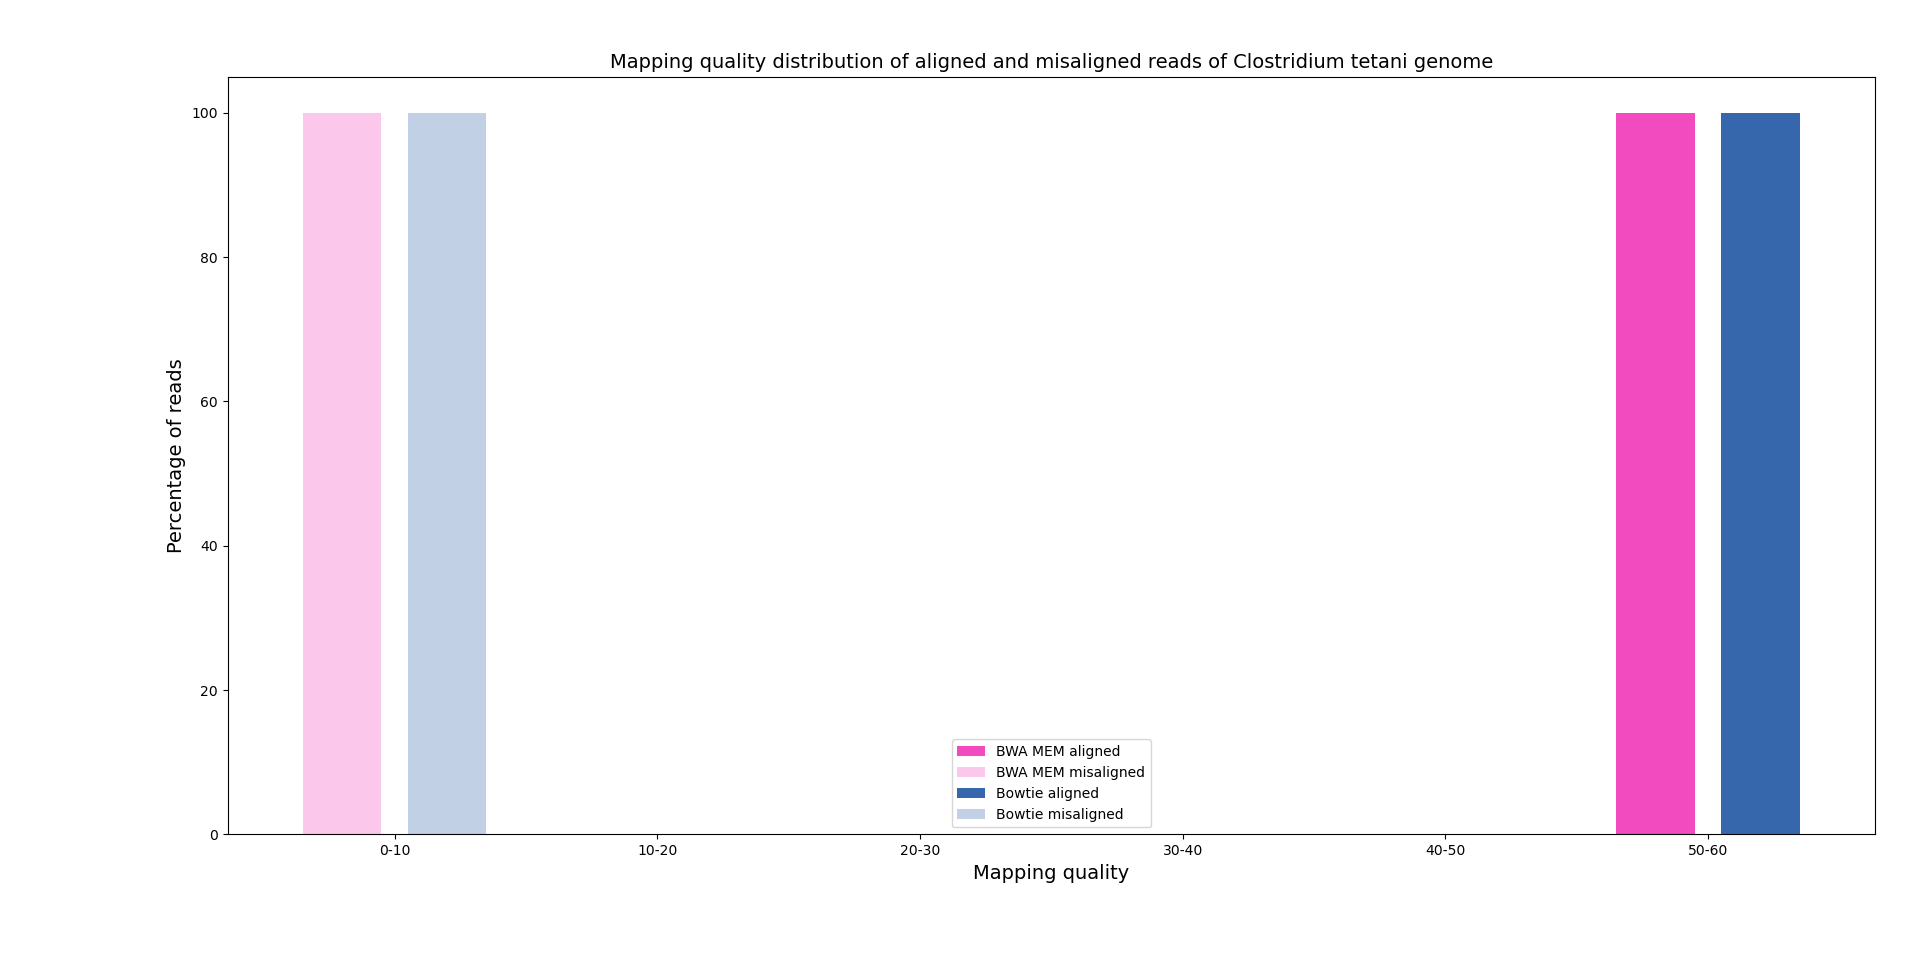 Mapping quality distribution of aligned and misaligned reads of Clostridium tetani genome
Percentage of reads
100
80
60
40
20
0
BWA MEM aligned
BWA MEM misaligned
Bowtie aligned
Bowtie misaligned
0-10 10-20 20-30 30-40 40-50 50-60
Mapping quality